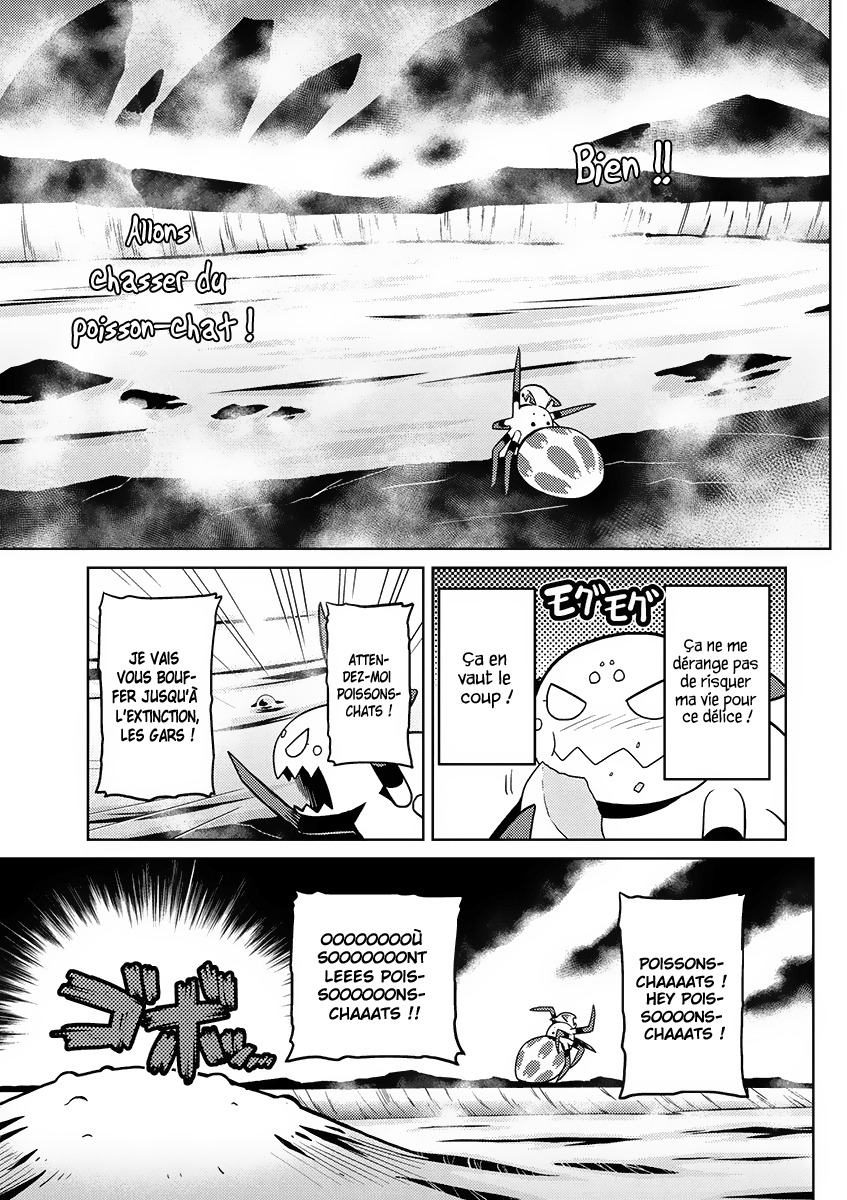 Bien !!
Allons
chasser du
poisson-chat !
モグモグ
Ça ne me
dérange pas
de risquer
ma vie pour
ce délice !
Ça en
vaut le
coup !
ATTEN-
DEZ-MOI
POISSONS-
CHATS !
JE VAIS
VOUS BOUF-
FER JUSQU'À
L'EXTINCTION,
LES GARS !
POISSONS-
CHAAAATS !
HEY POIS-
SOOOONS-
CHAAATS !
OOOOOOOOOÙ
SOOOOOOOONT
LEEES POIS-
SOOOOOONS-
CHAAATS !!
ゴボッ…